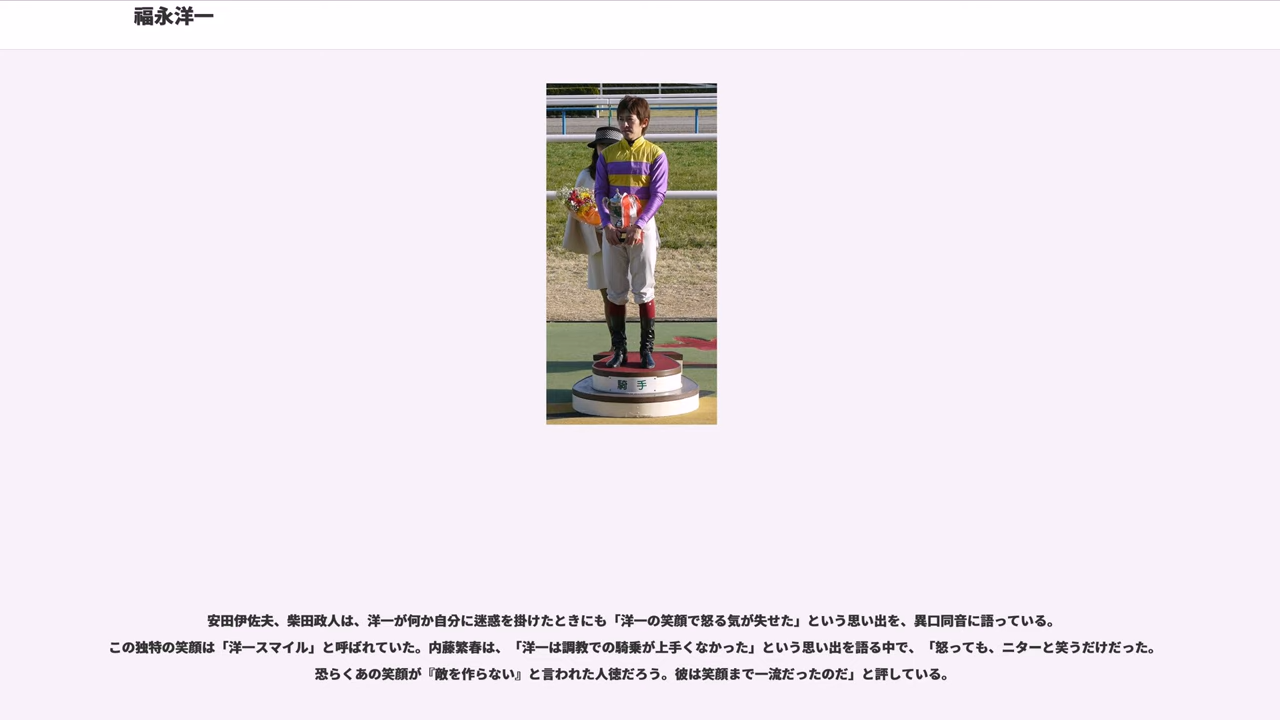 福永洋一
騎手
安田伊佐夫、柴田政人は、洋一が何か自分に迷惑を掛けたときにも「洋一の笑顔で怒る気が失せた」という思い出を、異口同音に語っている。
この独特の笑顔は「洋一スマイル」と呼ばれていた。内藤繁春は、「洋一は調教での騎乗が上手くなかった」という思い出を語る中で、「怒っても、ニターと笑うだけだった。
恐らくあの笑顔が『敵を作らない』と言われた人徳だろう。彼は笑顔まで一流だったのだ」と評している。